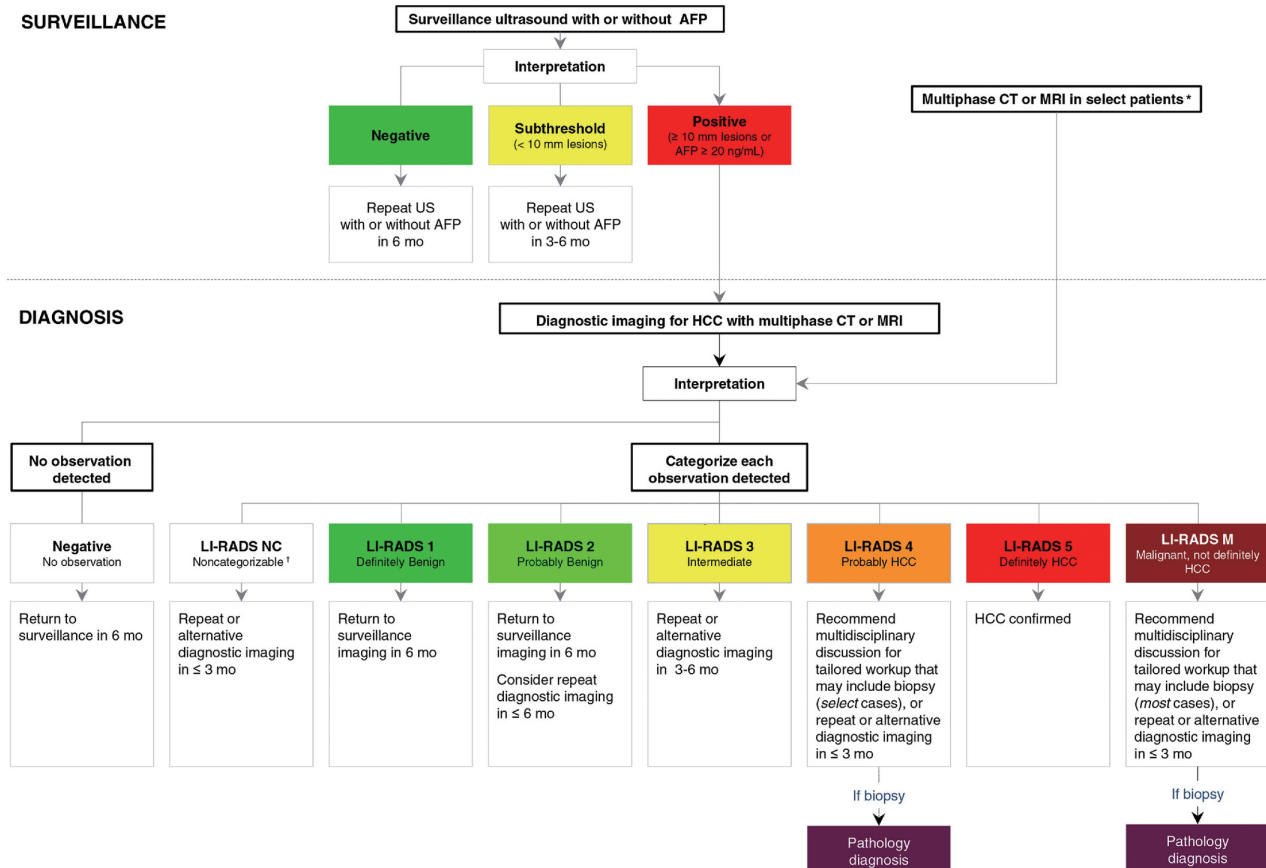 SURVEILLANCE
Surveillance ultrasound with or without AFP
Interpretation
Multiphase CT or MRI in select patients *
Negative
Subthreshold
(< 10 mm lesions)
Positive
(≥ 10 mm lesions or
AFP ≥ 20 ng/mL)
Repeat US
with or without AFP
in 6 mo
Repeat US
with or without AFP
in 3-6 mo
DIAGNOSIS
Diagnostic imaging for HCC with multiphase CT or MRI
Interpretation
No observation
detected
Categorize each
observation detected
Negative
No observation
LI-RADS NC
Noncategorizable †
LI-RADS 1
Definitely Benign
LI-RADS 2
Probably Benign
LI-RADS 3
Intermediate
LI-RADS 4
Probably HCC
LI-RADS 5
Definitely HCC
LI-RADS M
Malignant, not definitely
HCC
Return to
surveillance in 6 mo
Repeat or
alternative
diagnostic imaging
in ≤ 3 mo
Return to
surveillance
imaging in 6 mo
Return to
surveillance
imaging in 6 mo
Consider repeat
diagnostic imaging
in ≤ 6 mo
Repeat or
alternative
diagnostic imaging
in 3-6 mo
Recommend
multidisciplinary
discussion for
tailored workup that
may include biopsy
(select cases), or
repeat or alternative
diagnostic imaging
in ≤ 3 mo
HCC confirmed
Recommend
multidisciplinary
discussion for
tailored workup that
may include biopsy
(most cases), or
repeat or alternative
diagnostic imaging
in ≤ 3 mo
If biopsy
If biopsy
Pathology
diagnosis
Pathology
diagnosis